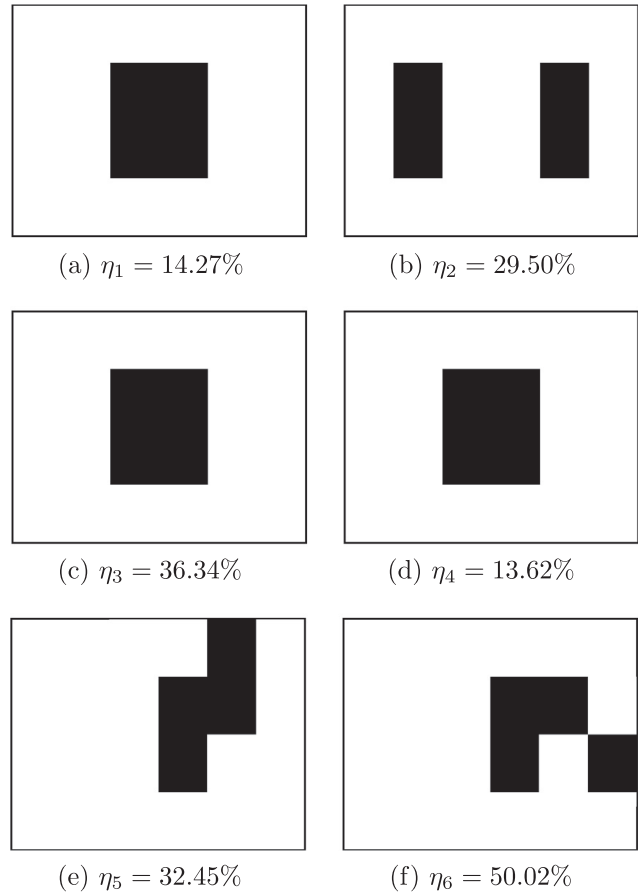 (a) η₁ = 14.27%
(b) η₂ = 29.50%
(c) η₃ = 36.34%
(d) η₄ = 13.62%
(e) η₅ = 32.45%
(f) η₆ = 50.02%